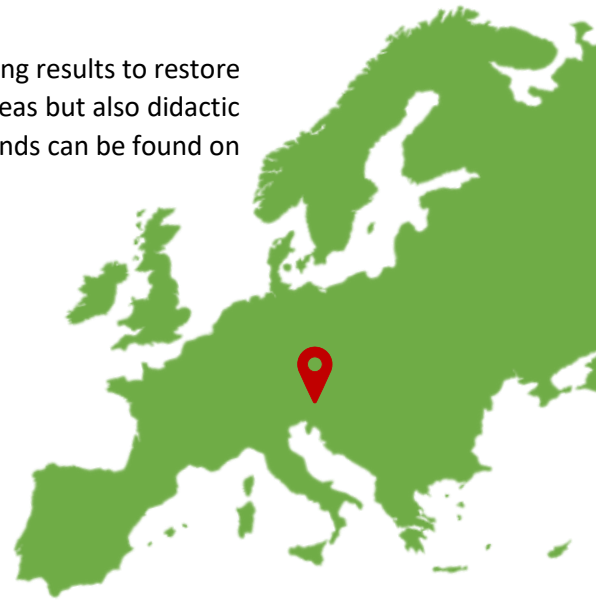 ng results to restore
eas but also didactic
nds can be found on